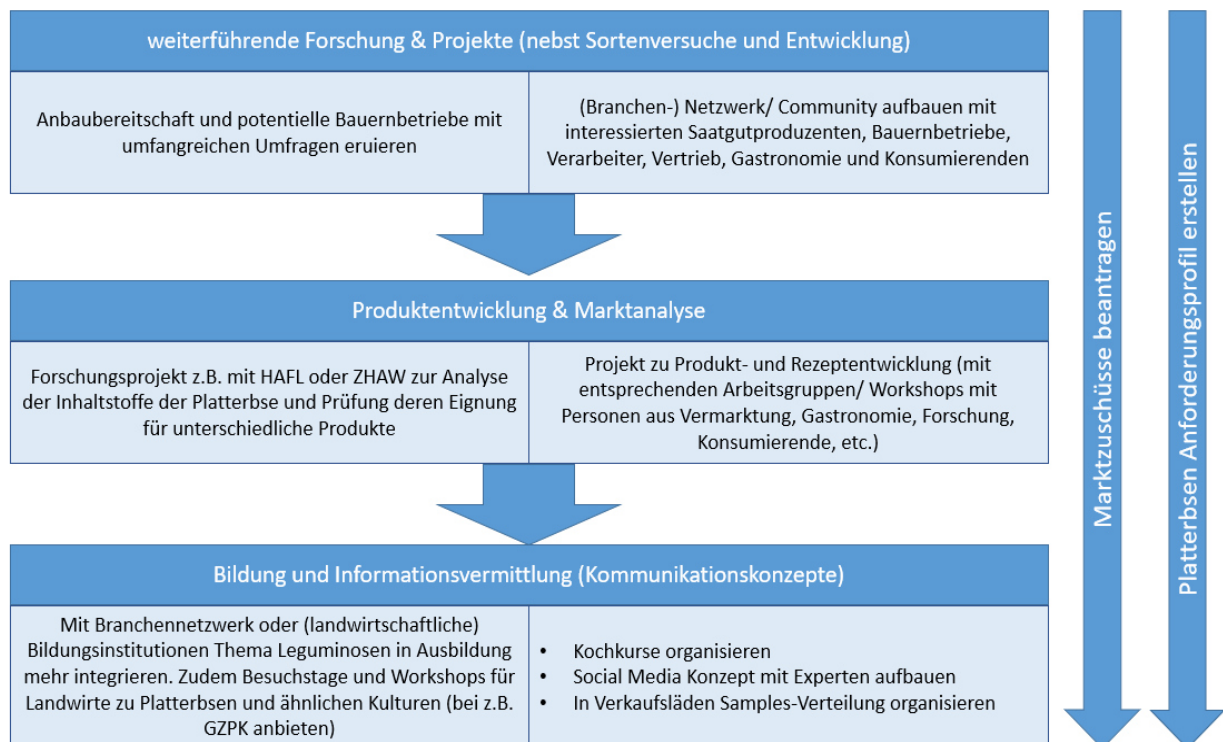 weiterführende Forschung & Projekte (nebst Sortenversuche und Entwicklung)
Anbaubereitschaft und potentielle Bauernbetriebe mit
umfangreichen Umfragen eruieren
(Branchen-) Netzwerk/ Community aufbauen mit
interessierten Saatgutproduzenten, Bauernbetriebe,
Verarbeiter, Vertrieb, Gastronomie und Konsumierenden
Produktentwicklung & Marktanalyse
Forschungsprojekt z.B. mit HAFL oder ZHAW zur Analyse
der Inhaltstoffe der Platterbse und Prüfung deren Eignung
für unterschiedliche Produkte
Projekt zu Produkt- und Rezeptentwicklung (mit
entsprechenden Arbeitsgruppen/ Workshops mit
Personen aus Vermarktung, Gastronomie, Forschung,
Konsumierende, etc.)
Bildung und Informationsvermittlung (Kommunikationskonzepte)
Mit Branchennetzwerk oder (landwirtschaftliche)
Bildungsinstitutionen Thema Leguminosen in Ausbildung
mehr integrieren. Zudem Besuchstage und Workshops für
Landwirte zu Platterbsen und ähnlichen Kulturen (bei z.B.
GZPK anbieten)
• Kochkurse organisieren
• Social Media Konzept mit Experten aufbauen
• In Verkaufsläden Samples-Verteilung organisieren
Marktzuschüsse beantragen
Platterbsen Anforderungsprofil erstellen